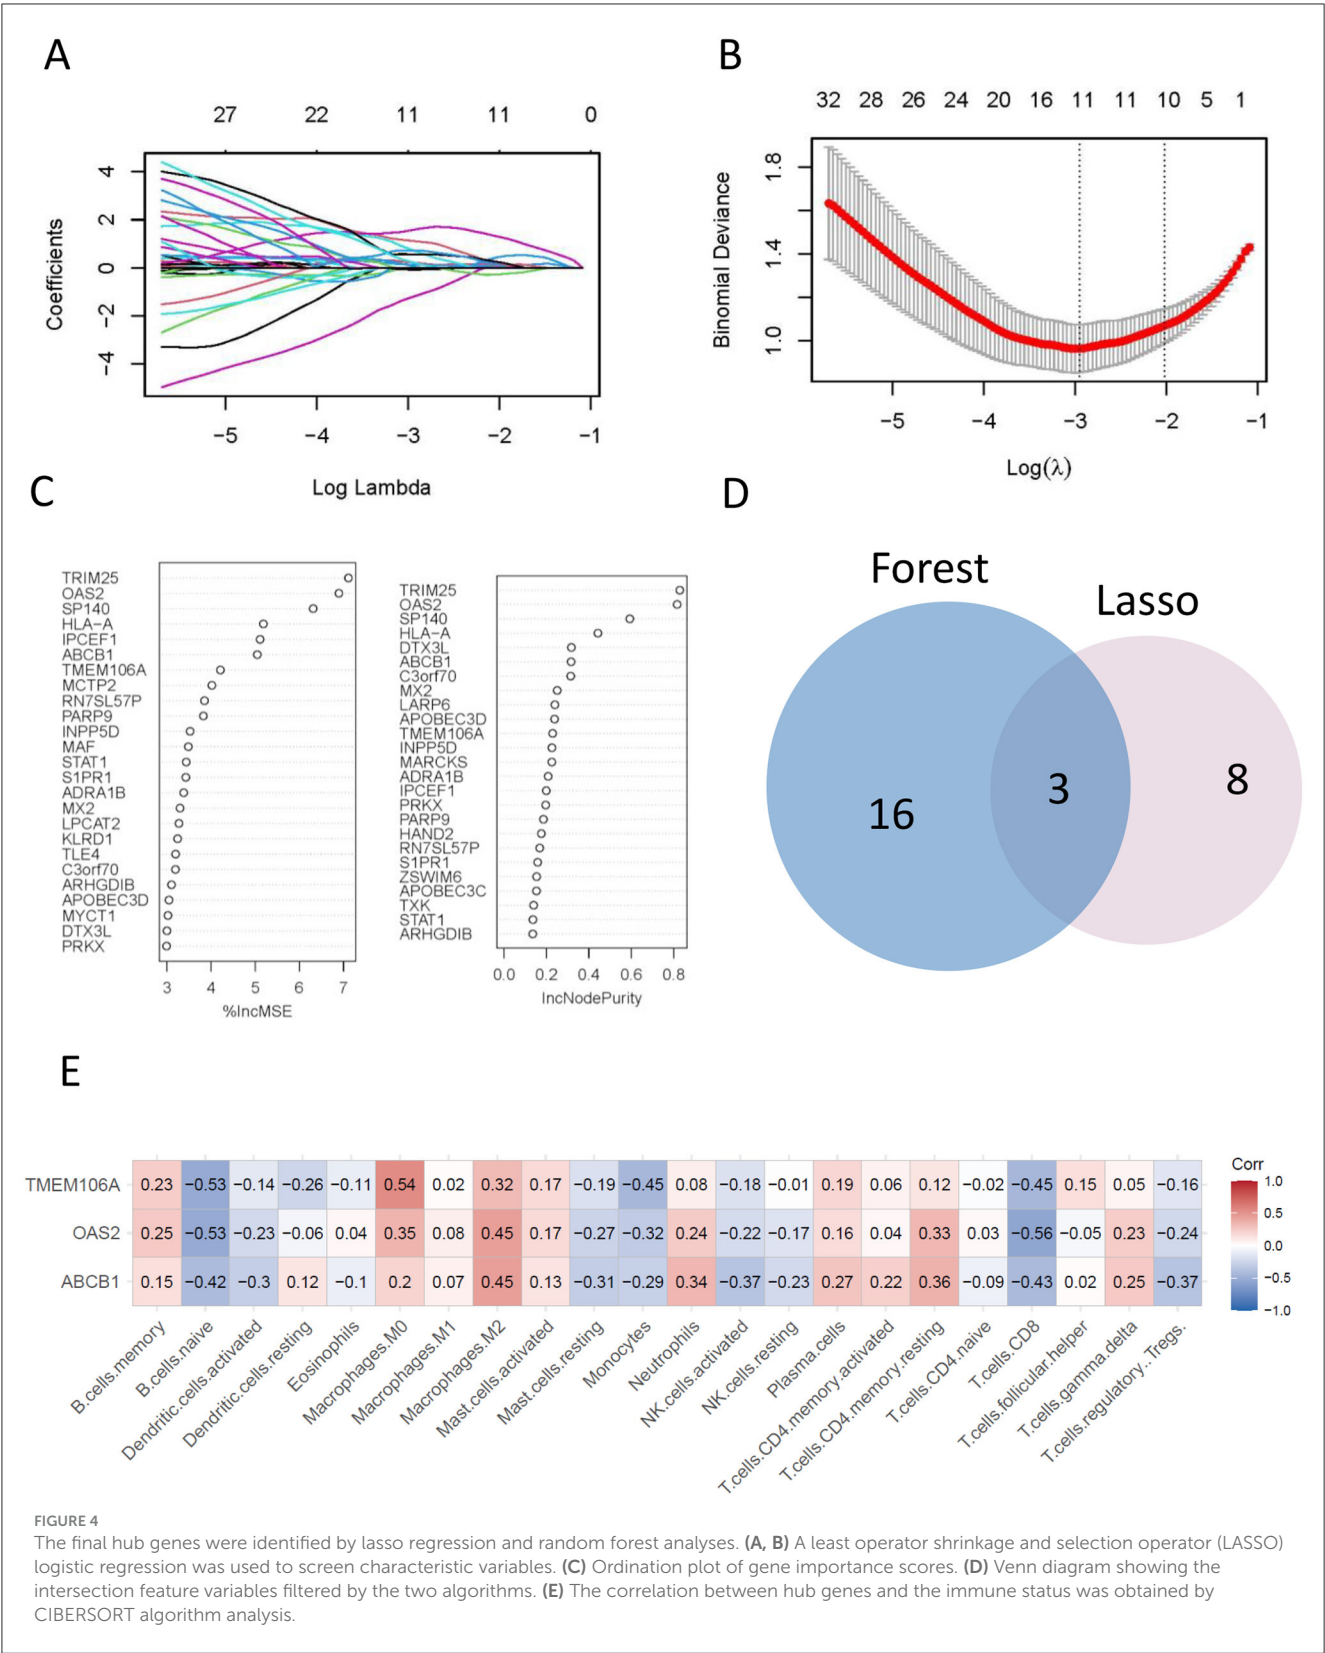 A
27 22 11 11 0
4
2
0
−2
−4
Coefficients
−5 −4 −3 −2 −1
Log Lambda
B
32 28 26 24 20 16 11 11 10 5 1
1.8
1.4
1.0
Binomial Deviance
−5 −4 −3 −2 −1
Log(λ)
C
TRIM25
OAS2
SP140
HLA−A
IPCEF1
ABCB1
TMEM106A
MCTP2
RN7SL57P
PARP9
INPP5D
MAF
STAT1
S1PR1
ADRA1B
MX2
LPCAT2
KLRD1
TLE4
C3orf70
ARHGDIB
APOBEC3D
MYCT1
DTX3L
PRKX
3 4 5 6 7
%IncMSE
TRIM25
OAS2
SP140
HLA−A
DTX3L
ABCB1
C3orf70
MX2
LARP6
APOBEC3D
TMEM106A
INPP5D
MARCKS
ADRA1B
IPCEF1
PRKX
PARP9
HAND2
RN7SL57P
S1PR1
ZSWIM6
APOBEC3C
TXK
STAT1
ARHGDIB
0.0 0.2 0.4 0.6 0.8
IncNodePurity
D
Forest
Lasso
16
3
8
E
TMEM106A 0.23 −0.53 −0.14 −0.26 −0.11 0.54 0.02 0.32 0.17 −0.19 −0.45 0.08 −0.18 −0.01 0.19 0.06 0.12 −0.02 −0.45 0.15 0.05 −0.16
OAS2 0.25 −0.53 −0.23 −0.06 0.04 0.35 0.08 0.45 0.17 −0.27 −0.32 0.24 −0.22 −0.17 0.16 0.04 0.33 0.03 −0.56 −0.05 0.23 −0.24
ABCB1 0.15 −0.42 −0.3 0.12 −0.1 0.2 0.07 0.45 0.13 −0.31 −0.29 0.34 −0.37 −0.23 0.27 0.22 0.36 −0.09 −0.43 0.02 0.25 −0.37
B.cells.memory
B.cells.naive
Dendritic.cells.activated
Dendritic.cells.resting
Eosinophils
Macrophages.M0
Macrophages.M1
Macrophages.M2
Mast.cells.activated
Mast.cells.resting
Monocytes
Neutrophils
NK.cells.activated
NK.cells.resting
Plasma.cells
T.cells.CD4.memory.activated
T.cells.CD4.memory.resting
T.cells.CD4.naive
T.cells.CD8
T.cells.follicular.helper
T.cells.gamma.delta
T.cells.regulatory..Tregs.
Corr
1.0
0.5
0.0
−0.5
−1.0
FIGURE 4
The final hub genes were identified by lasso regression and random forest analyses. (A, B) A least operator shrinkage and selection operator (LASSO)
logistic regression was used to screen characteristic variables. (C) Ordination plot of gene importance scores. (D) Venn diagram showing the
intersection feature variables filtered by the two algorithms. (E) The correlation between hub genes and the immune status was obtained by
CIBERSORT algorithm analysis.